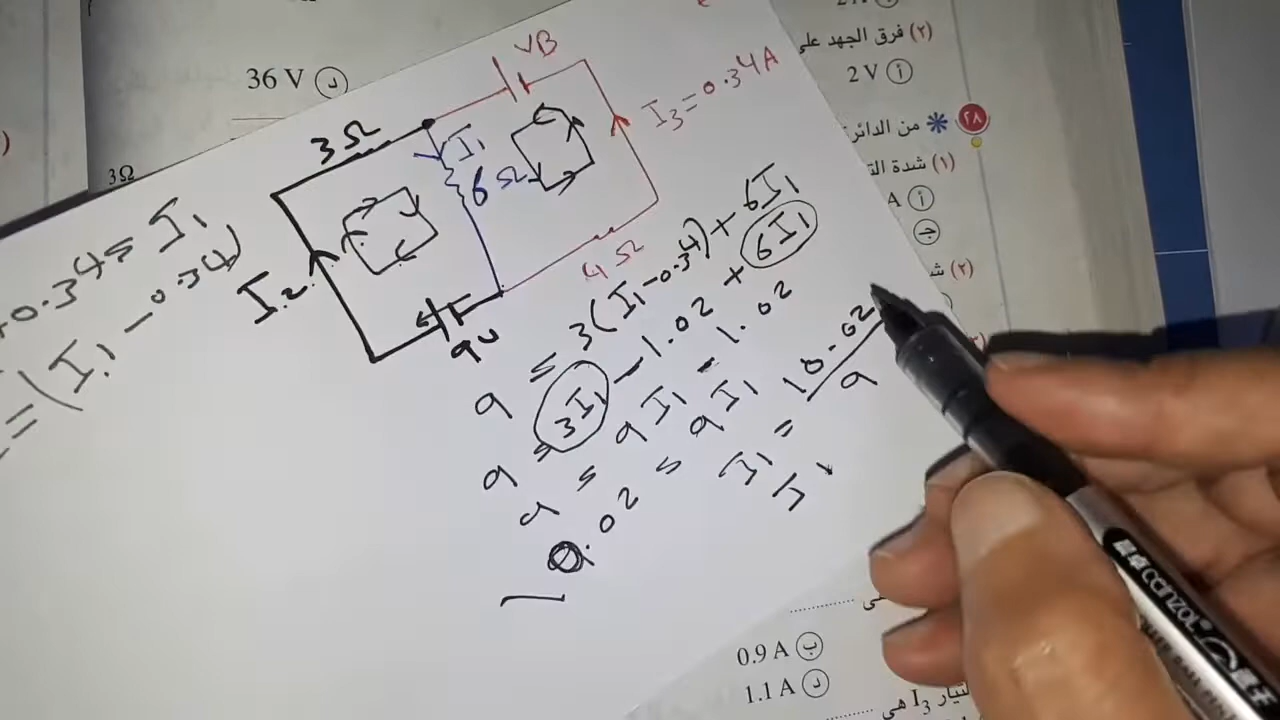 36 V د
3Ω
(٢) فرق الجهد على
2 V أ
٢٨ * من الدائرة
(١) شدة
A أ
ج
(٢)
VB
I3 = 0.34A
3Ω
I1
6Ω
4Ω
I2
9V
0.34 = I1
= (I1 - 0.34)
9 = 3(I1 - 0.34) + 6I1
9 = 3I1 - 1.02 + 6I1
9 = 9I1 - 1.02
10.02 = 9I1
I1 = 10.02
9
I1
0.9 A ب
1.1 A د
I3 هي